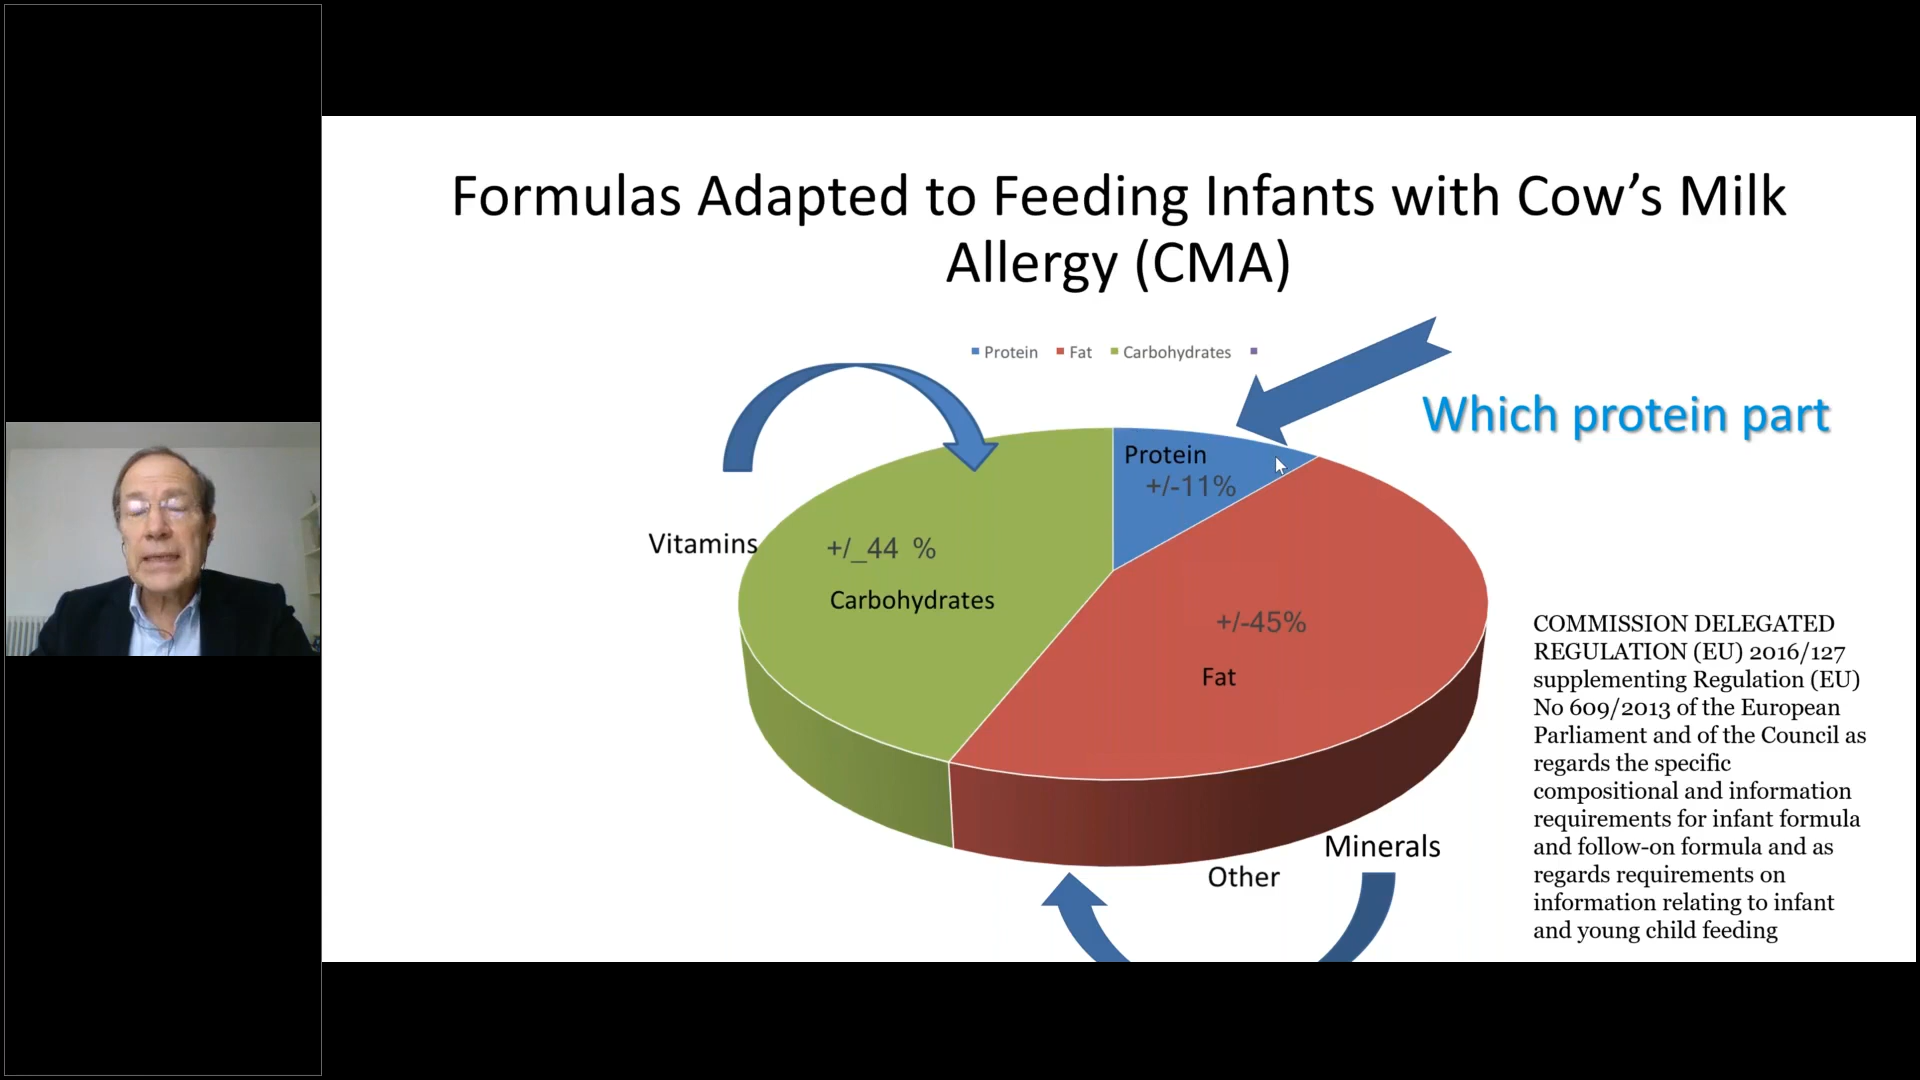 Formulas Adapted to Feeding Infants with Cow’s Milk
Allergy (CMA)
Protein Fat Carbohydrates
Which protein part
Protein
+/-11%
Vitamins
+/_44 %
Carbohydrates
+/-45%
Fat
Minerals
Other
COMMISSION DELEGATED
REGULATION (EU) 2016/127
supplementing Regulation (EU)
No 609/2013 of the European
Parliament and of the Council as
regards the specific
compositional and information
requirements for infant formula
and follow-on formula and as
regards requirements on
information relating to infant
and young child feeding